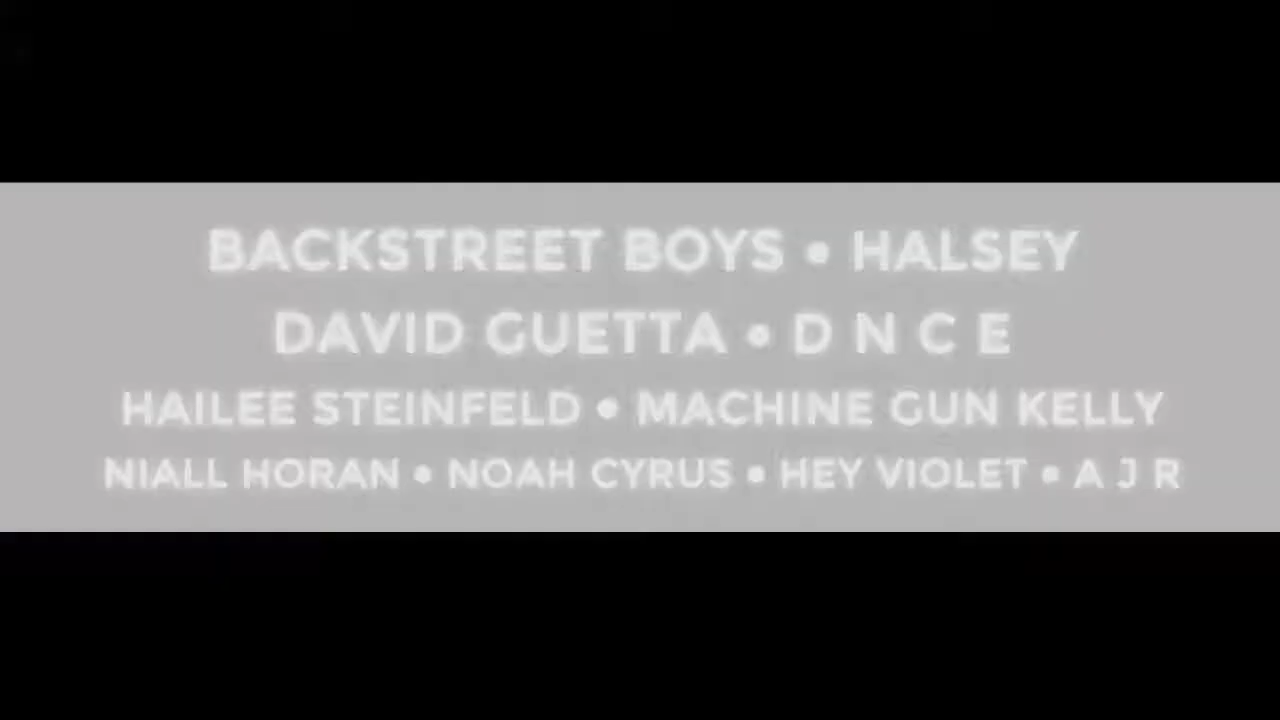 BACKSTREET BOYS • HALSEY
DAVID GUETTA • D N C E
HAILEE STEINFELD • MACHINE GUN KELLY
NIALL HORAN • NOAH CYRUS • HEY VIOLET • A J R